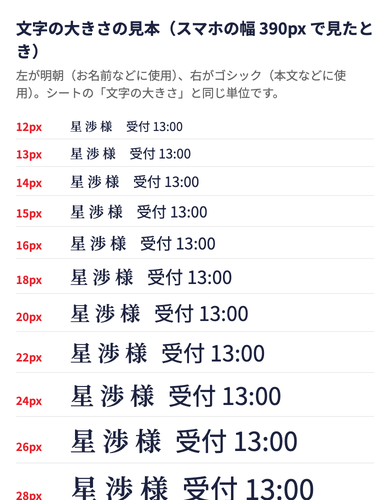 文字の大きさの見本（スマホの幅 390px で見たと
き）
左が明朝（お名前などに使用）、右がゴシック（本文などに使
用）。シートの「文字の大きさ」と同じ単位です。
12px 星 渉 様 受付 13:00
13px 星 渉 様 受付 13:00
14px 星 渉 様 受付 13:00
15px 星 渉 様 受付 13:00
16px 星 渉 様 受付 13:00
18px 星 渉 様 受付 13:00
20px 星 渉 様 受付 13:00
22px 星 渉 様 受付 13:00
24px 星 渉 様 受付 13:00
26px 星 渉 様 受付 13:00
28px 星 渉 様 受付 13:00